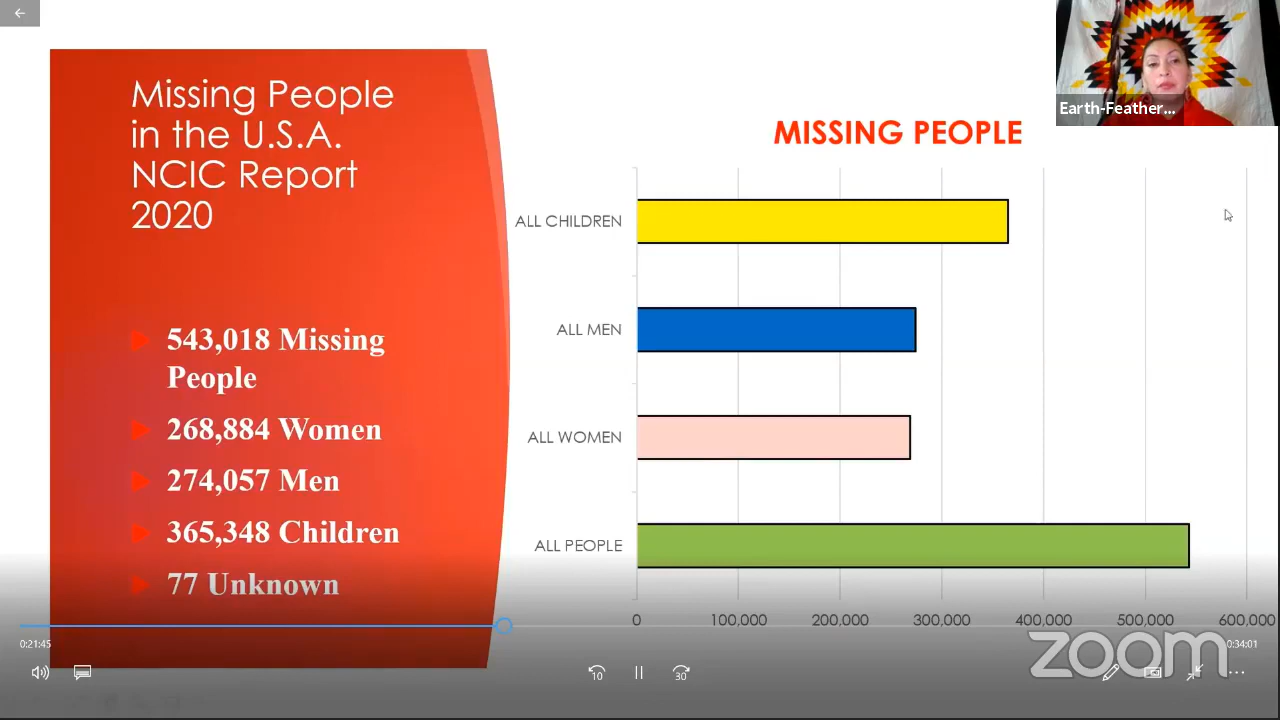 Missing People
in the U.S.A.
NCIC Report
2020
543,018 Missing
People
268,884 Women
274,057 Men
365,348 Children
77 Unknown
MISSING PEOPLE
ALL CHILDREN
ALL MEN
ALL WOMEN
ALL PEOPLE
0 100,000 200,000 300,000 400,000 500,000 600,000
Earth-Feather...
0:21:45
0:34:01
zoom
10
30